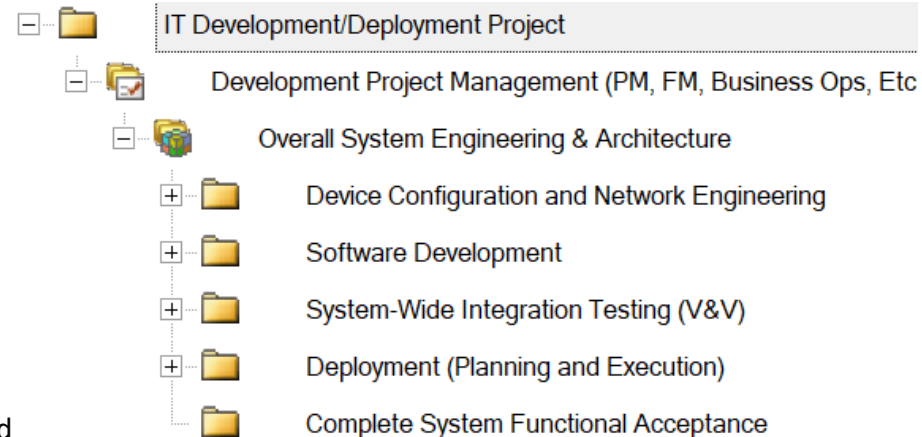 IT Development/Deployment Project
Development Project Management (PM, FM, Business Ops, Etc
Overall System Engineering & Architecture
Device Configuration and Network Engineering
Software Development
System-Wide Integration Testing (V&V)
Deployment (Planning and Execution)
Complete System Functional Acceptance
d